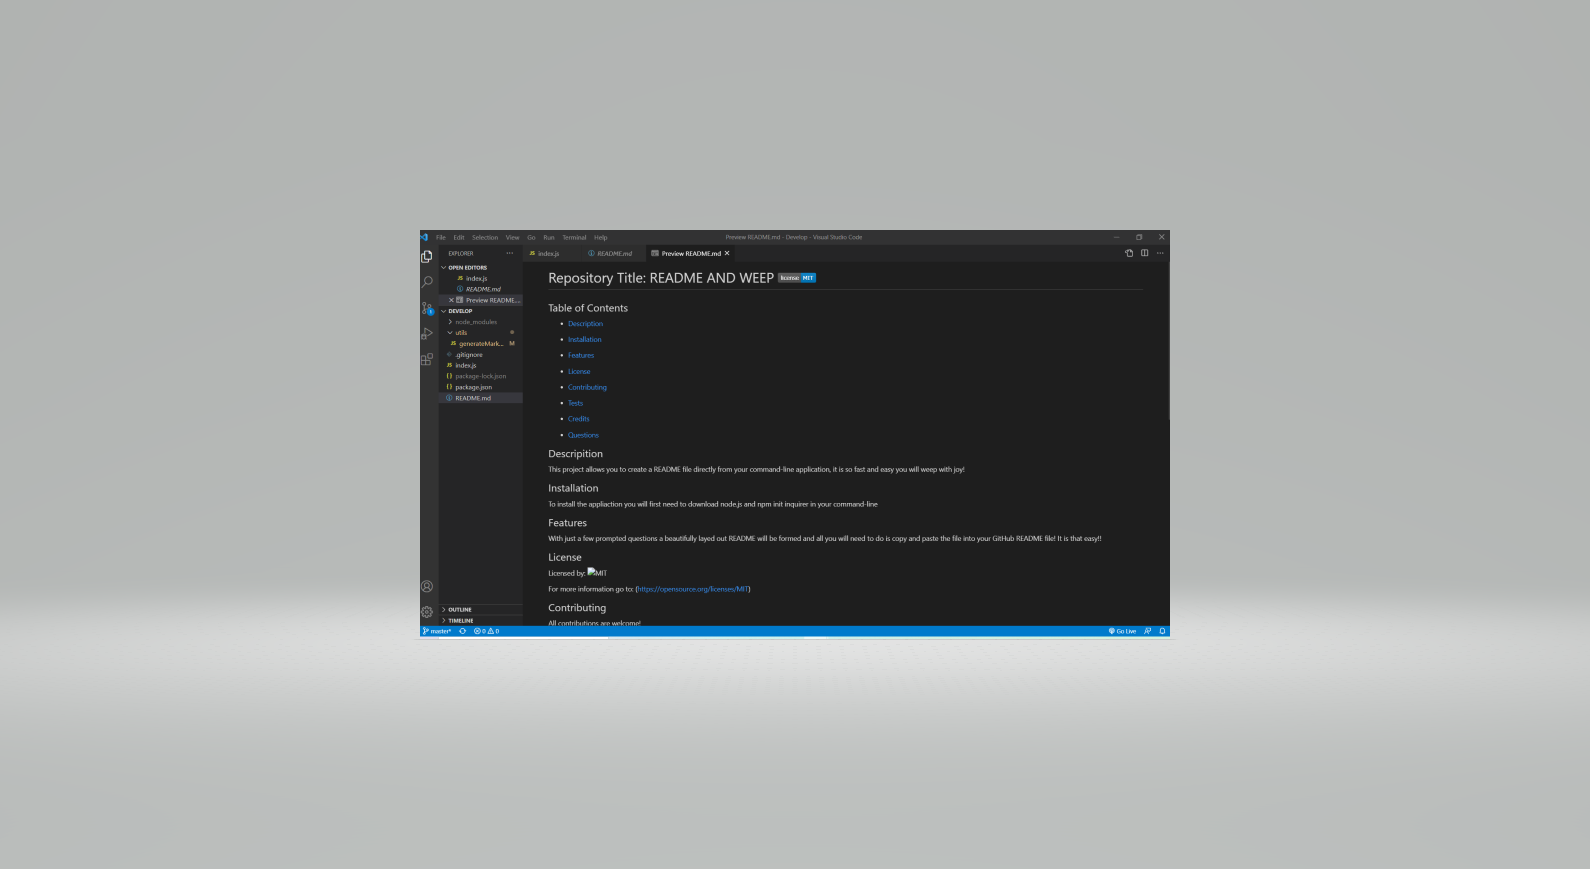 File Edit Selection View Go Run Terminal Help
Preview README.md - Develop - Visual Studio Code
EXPLORER
index.js
README.md
Preview README.md
OPEN EDITORS
index.js
README.md
Preview README...
DEVELOP
node_modules
utils
generateMark... M
.gitignore
index.js
package-lock.json
package.json
README.md
OUTLINE
TIMELINE
Repository Title: README AND WEEP license MIT
Table of Contents
Description
Installation
Features
License
Contributing
Tests
Credits
Questions
Descripition
This project allows you to create a README file directly from your command-line application, it is so fast and easy you will weep with joy!
Installation
To install the appliaction you will first need to download node.js and npm init inquirer in your command-line
Features
With just a few prompted questions a beautifully layed out README will be formed and all you will need to do is copy and paste the file into your GitHub README file! It is that easy!!
License
Licensed by: MIT
For more information go to: (https://opensource.org/licenses/MIT)
Contributing
All contributions are welcome!
master* 0 0
Go Live